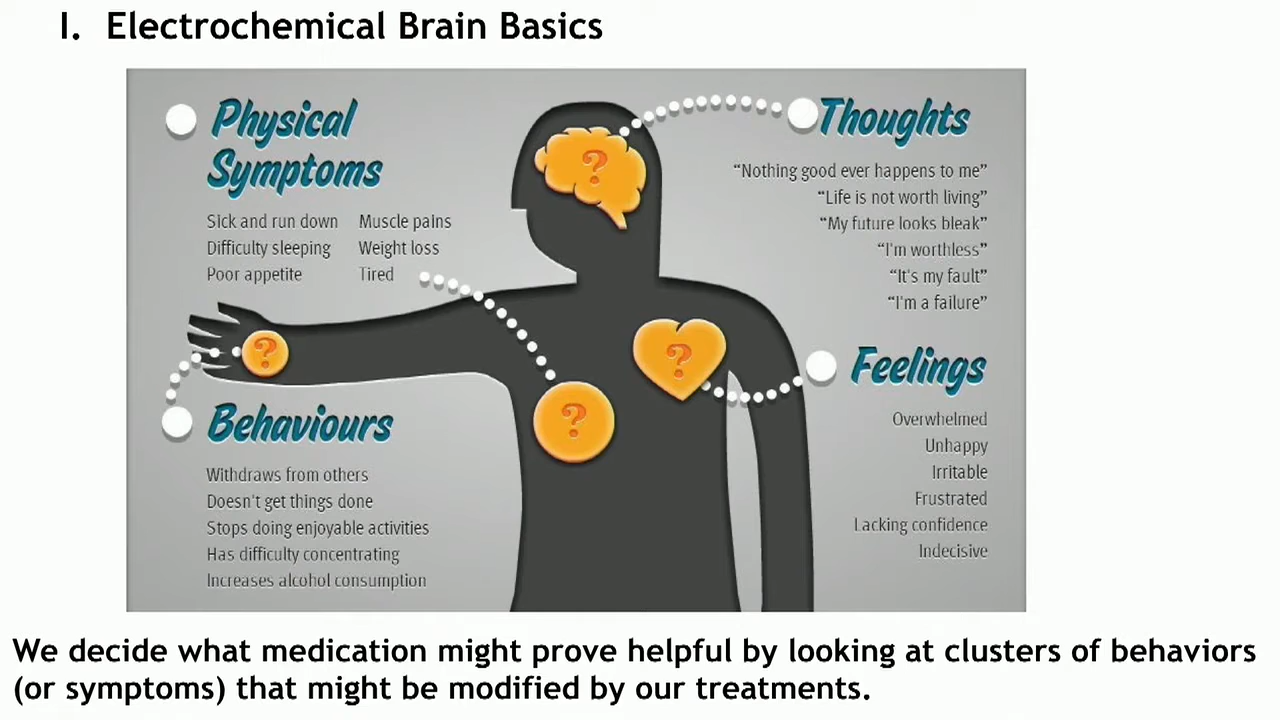 I. Electrochemical Brain Basics
Physical
Symptoms
Sick and run down
Difficulty sleeping
Poor appetite
Muscle pains
Weight loss
Tired
Thoughts
“Nothing good ever happens to me”
“Life is not worth living”
“My future looks bleak”
“I'm worthless”
“It's my fault”
“I'm a failure”
?
?
?
?
Behaviours
Withdraws from others
Doesn't get things done
Stops doing enjoyable activities
Has difficulty concentrating
Increases alcohol consumption
Feelings
Overwhelmed
Unhappy
Irritable
Frustrated
Lacking confidence
Indecisive
We decide what medication might prove helpful by looking at clusters of behaviors
(or symptoms) that might be modified by our treatments.